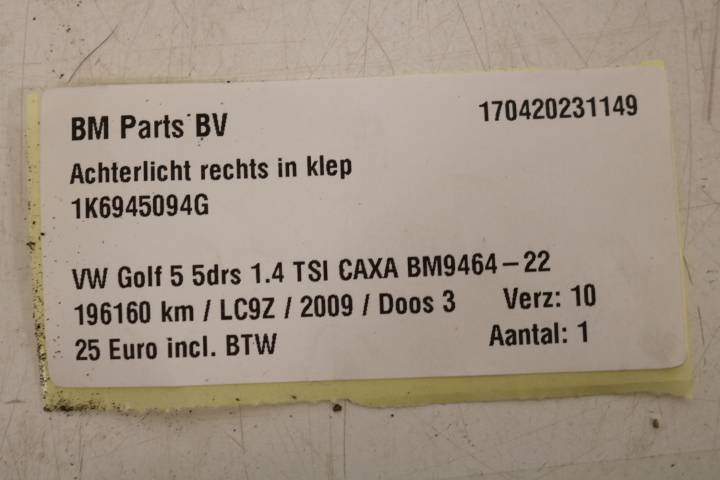 BM Parts BV 170420231149
Achterlicht rechts in klep
1K6945094G
VW Golf 5 5drs 1.4 TSI CAXA BM9464-22
196160 km / LC9Z / 2009 / Doos 3 Verz: 10
25 Euro incl. BTW Aantal: 1